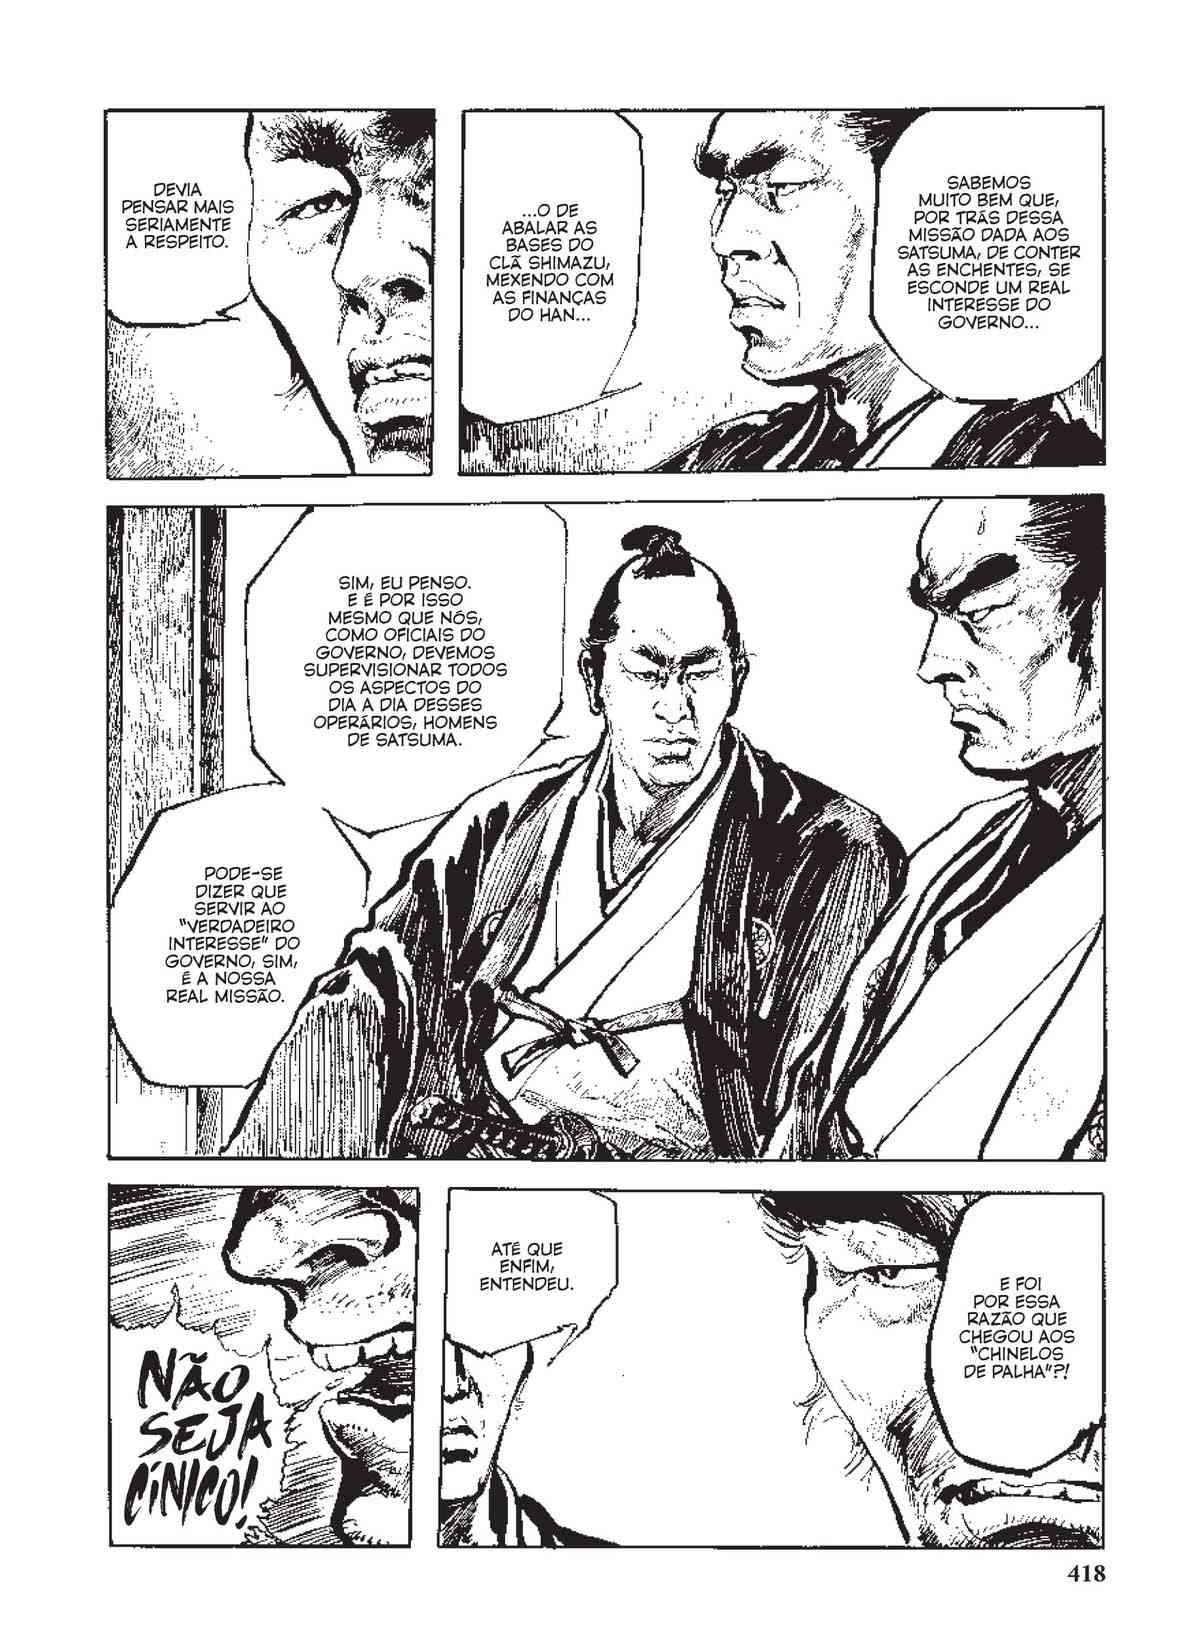 SABEMOS
MUITO BEM QUE,
POR TRÁS DESSA
MISSÃO DADA AOS
SATSUMA, DE CONTER
AS ENCHENTES, SE
ESCONDE UM REAL
INTERESSE DO
GOVERNO...
...O DE
ABALAR AS
BASES DO
CLÃ SHIMAZU,
MEXENDO COM
AS FINANÇAS
DO HAN...
DEVIA
PENSAR MAIS
SERIAMENTE
A RESPEITO.
SIM, EU PENSO.
E É POR ISSO
MESMO QUE NÓS,
COMO OFICIAIS DO
GOVERNO, DEVEMOS
SUPERVISIONAR TODOS
OS ASPECTOS DO
DIA A DIA DESSES
OPERÁRIOS, HOMENS
DE SATSUMA.
PODE-SE
DIZER QUE
SERVIR AO
"VERDADEIRO
INTERESSE" DO
GOVERNO, SIM,
É A NOSSA
REAL MISSÃO.
E FOI
POR ESSA
RAZÃO QUE
CHEGOU AOS
"CHINELOS
DE PALHA"?!
ATÉ QUE
ENFIM,
ENTENDEU.
NÃO
SEJA
CÍNICO!
418